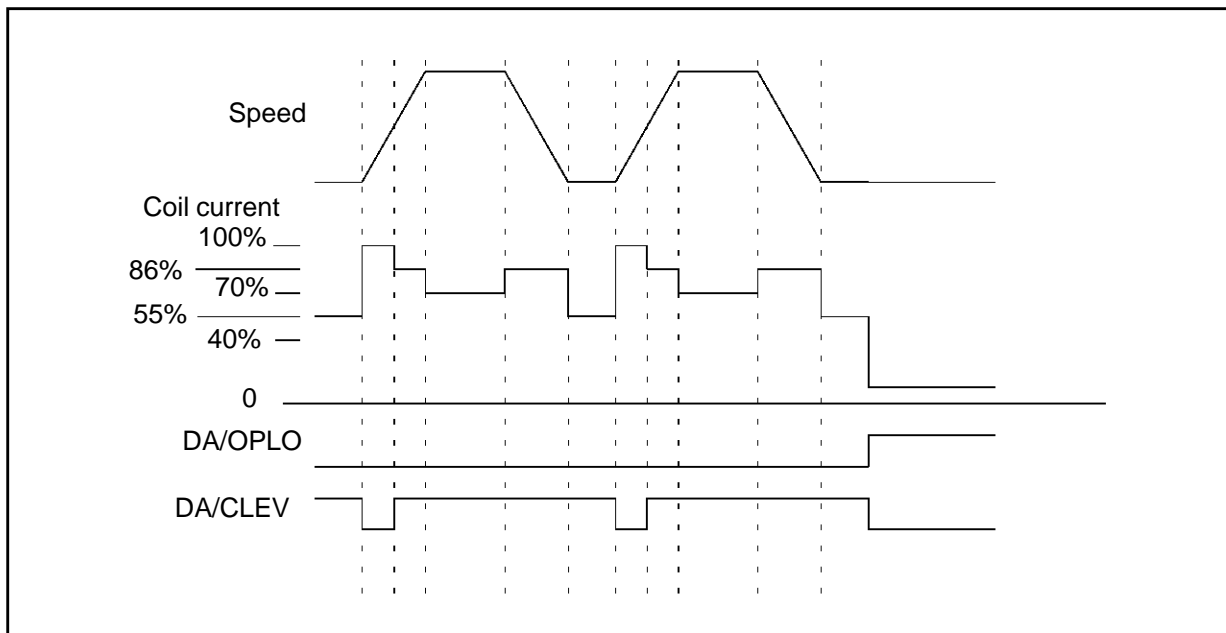 Speed
Coil current
100%
86%
70%
55%
40%
0
DA/OPLO
DA/CLEV